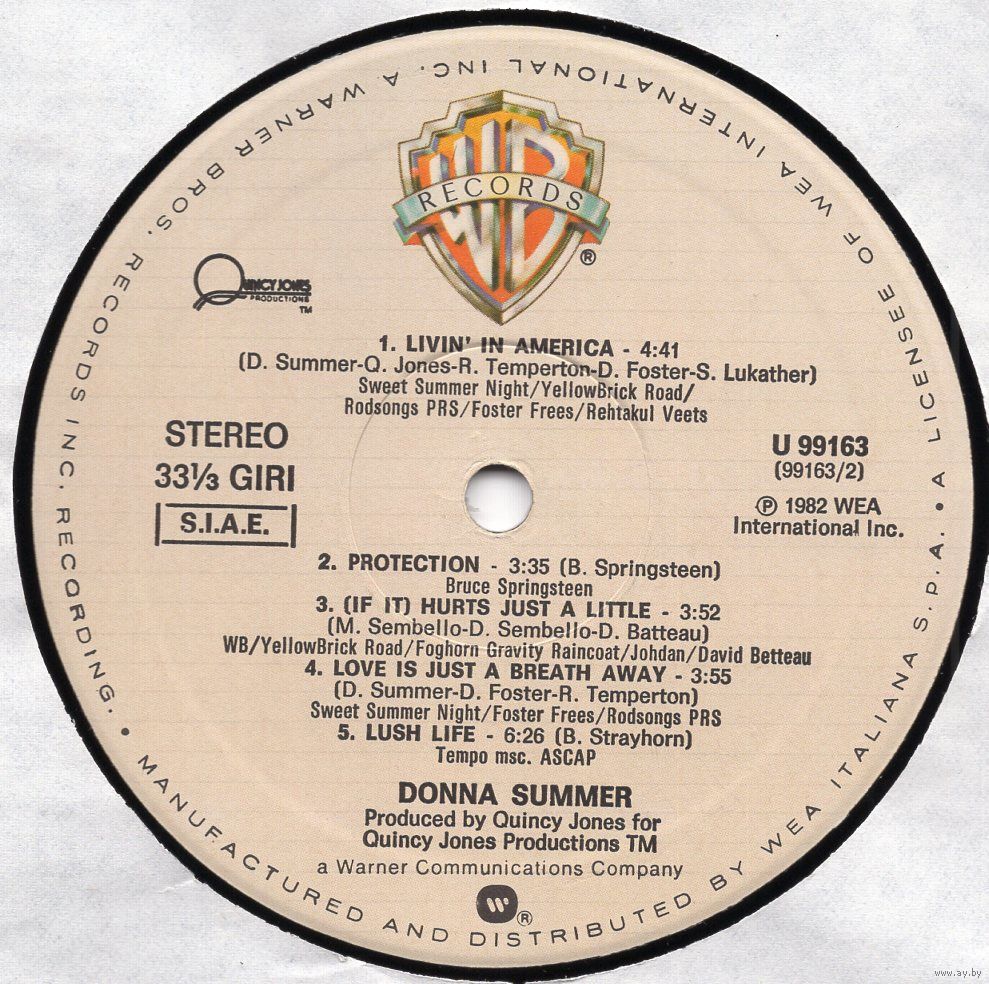 A WARNER BROS. RECORDS INC. RECORDING. • MANUFACTURED AND DISTRIBUTED BY WEA ITALIANA S.p.A. • A LICENSEE OF WEA INTERNATIONAL INC.
WB
RECORDS
®
QUINCY JONES
PRODUCTIONS
TM
1. LIVIN' IN AMERICA - 4:41
(D. Summer-Q. Jones-R. Temperton-D. Foster-S. Lukather)
Sweet Summer Night/YellowBrick Road/
Rodsongs PRS/Foster Frees/Rehtakul Veets
STEREO
33⅓ GIRI
S.I.A.E.
U 99163
(99163/2)
℗ 1982 WEA
International Inc.
2. PROTECTION - 3:35 (B. Springsteen)
Bruce Springsteen
3. (IF IT) HURTS JUST A LITTLE - 3:52
(M. Sembello-D. Sembello-D. Batteau)
WB/YellowBrick Road/Foghorn Gravity Raincoat/Johdan/David Betteau
4. LOVE IS JUST A BREATH AWAY - 3:55
(D. Summer-D. Foster-R. Temperton)
Sweet Summer Night/Foster Frees/Rodsongs PRS
5. LUSH LIFE - 6:26 (B. Strayhorn)
Tempo msc. ASCAP
DONNA SUMMER
Produced by Quincy Jones for
Quincy Jones Productions TM
a Warner Communications Company
®
www.ay.by